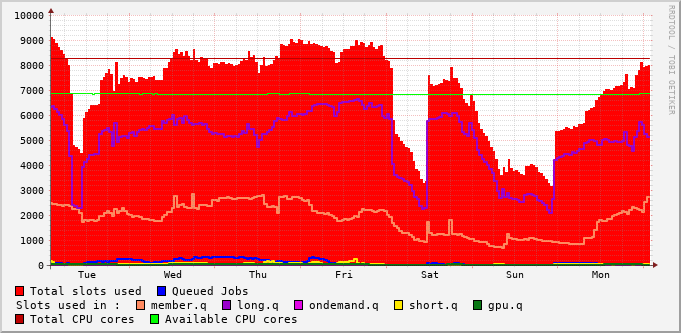 10000
9000
8000
7000
6000
5000
4000
3000
2000
1000
0
Tue Wed Thu Fri Sat Sun Mon
RRDTOOL / TOBI OETIKER
Total slots used Queued Jobs
Slots used in : member.q long.q ondemand.q short.q gpu.q
Total CPU cores Available CPU cores